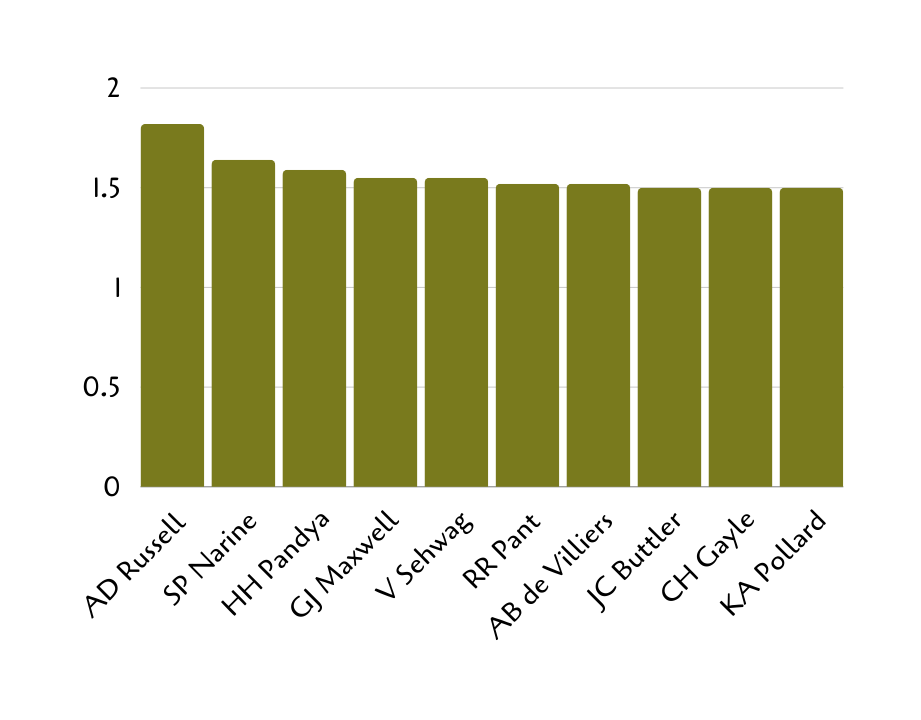 2
1.5
1
0.5
0
AD Russell
SP Narine
HH Pandya
GJ Maxwell
V Sehwag
RR Pant
AB de Villiers
JC Buttler
CH Gayle
KA Pollard